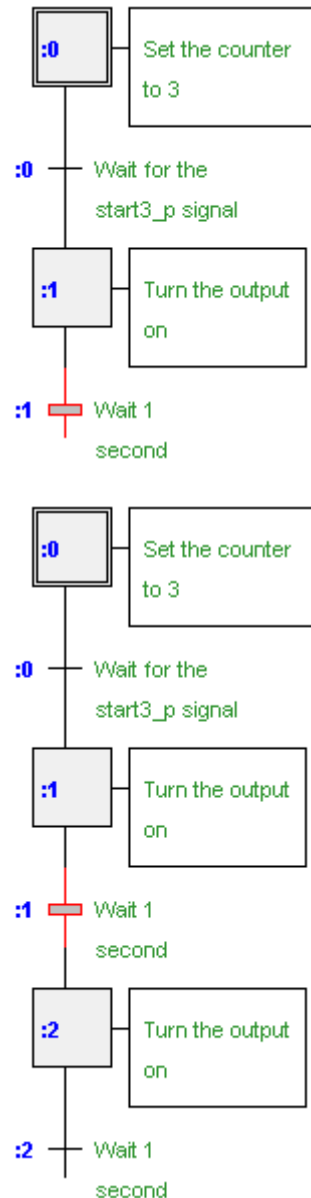 :0 Set the counter
to 3
:0 Wait for the
start3_p signal
:1 Turn the output
on
:1 Wait 1
second
:0 Set the counter
to 3
:0 Wait for the
start3_p signal
:1 Turn the output
on
:1 Wait 1
second
:2 Turn the output
on
:2 Wait 1
second